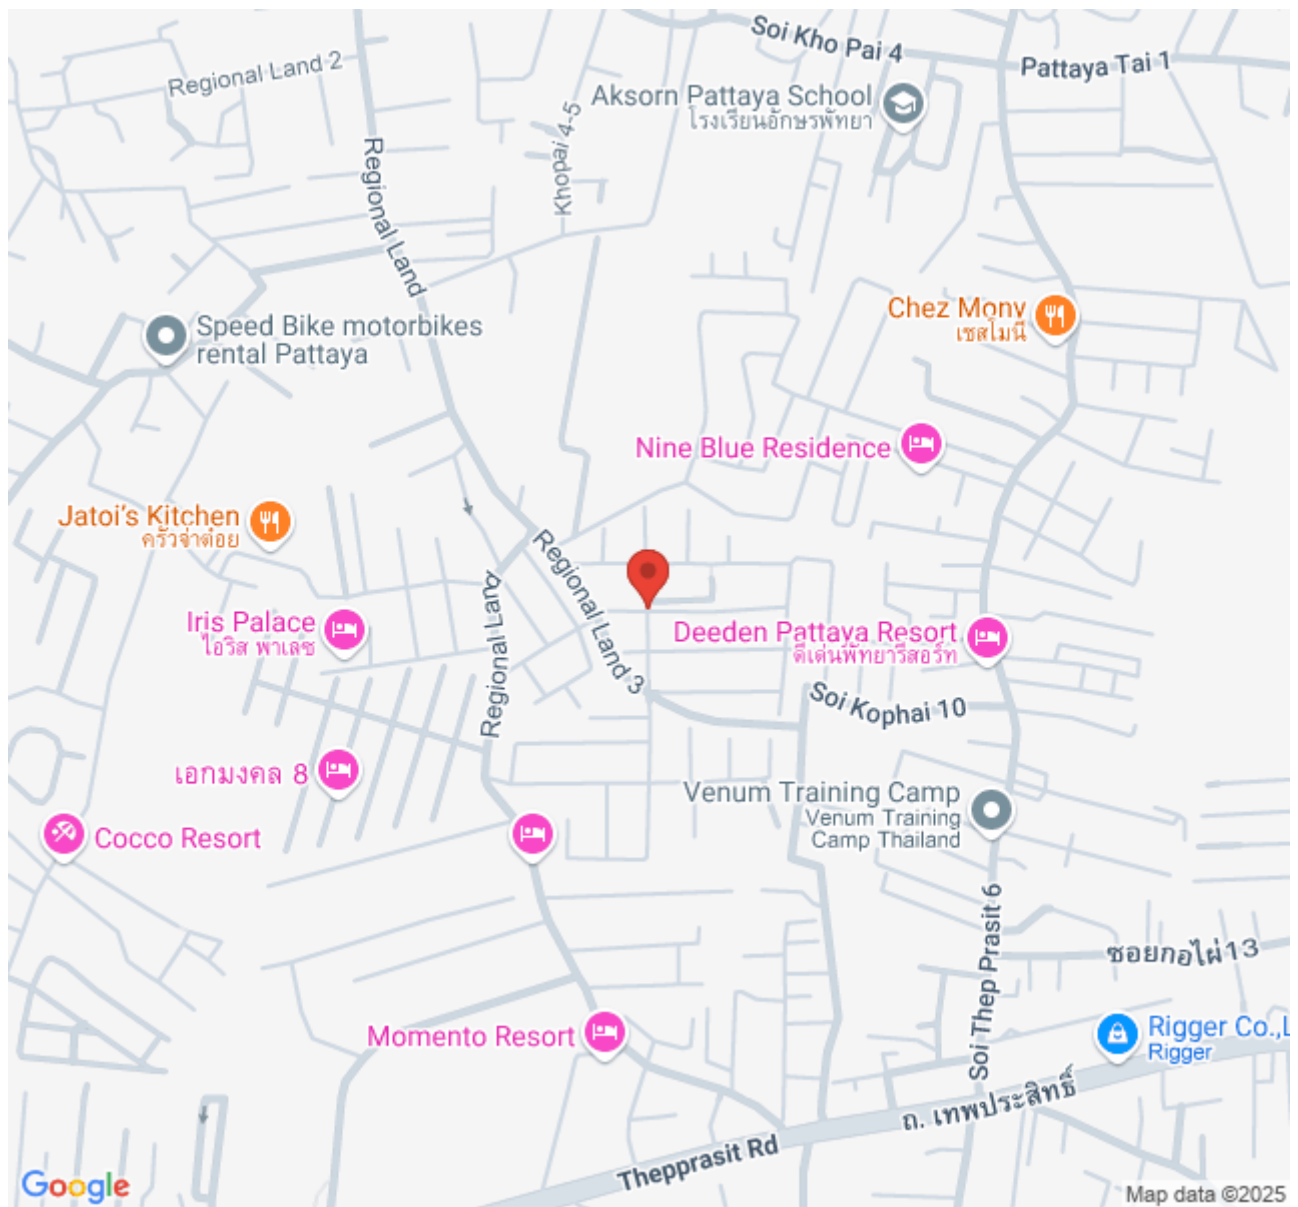 Soi Kho Pai 4
Pattaya Tai 1
Regional Land 2
Aksorn Pattaya School
โรงเรียนอักษรพัทยา
Khopai 4-5
Regional Land
Chez Mony
เชสโมนี
Speed Bike motorbikes
rental Pattaya
Nine Blue Residence
Jatoi's Kitchen
ครัวจ่าต๋อย
Regional Land 3
Regional Land
Iris Palace
ไอริส พาเลซ
Deeden Pattaya Resort
ดีเด่นพัทยารีสอร์ท
Soi Kophai 10
เอกมงคล 8
Venum Training Camp
Venum Training
Camp Thailand
Cocco Resort
Soi Thep Prasit 6
ซอยกอไผ่13
Momento Resort
Rigger Co.,L
Rigger
ถ. เทพประสิทธิ์
Thepprasit Rd
Google
Map data ©2025